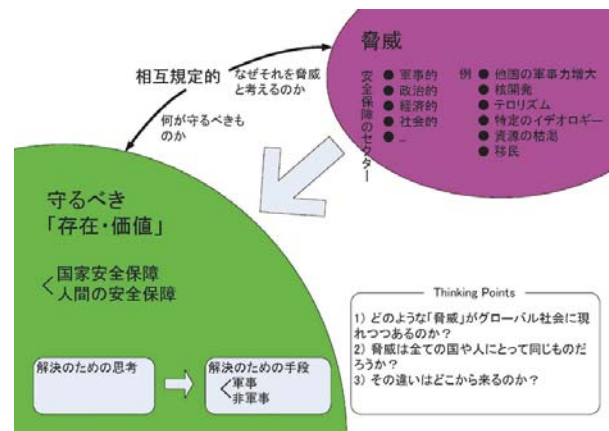 脅威
安全保障のセクター
● 軍事的
● 政治的
● 経済的
● 社会的
● ...
例 ● 他国の軍事力増大
● 核開発
● テロリズム
● 特定のイデオロギー
● 資源の枯渇
● 移民
相互規定的
なぜそれを脅威
と考えるのか
何が守るべきも
のか
守るべき
「存在・価値」
国家安全保障
人間の安全保障
解決のための思考
解決のための手段
軍事
非軍事
Thinking Points
1) どのような「脅威」がグローバル社会に現
れつつあるのか?
2) 脅威は全ての国や人にとって同じものだ
ろうか?
3) その違いはどこから来るのか?